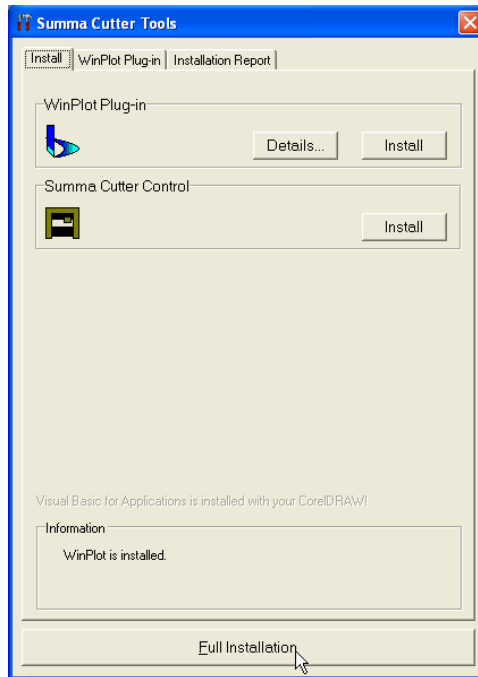 Summa Cutter Tools
Install WinPlot Plug-in Installation Report
WinPlot Plug-in
Details... Install
Summa Cutter Control
Install
Visual Basic for Applications is installed with your CorelDRAW!
Information
WinPlot is installed.
Full Installation